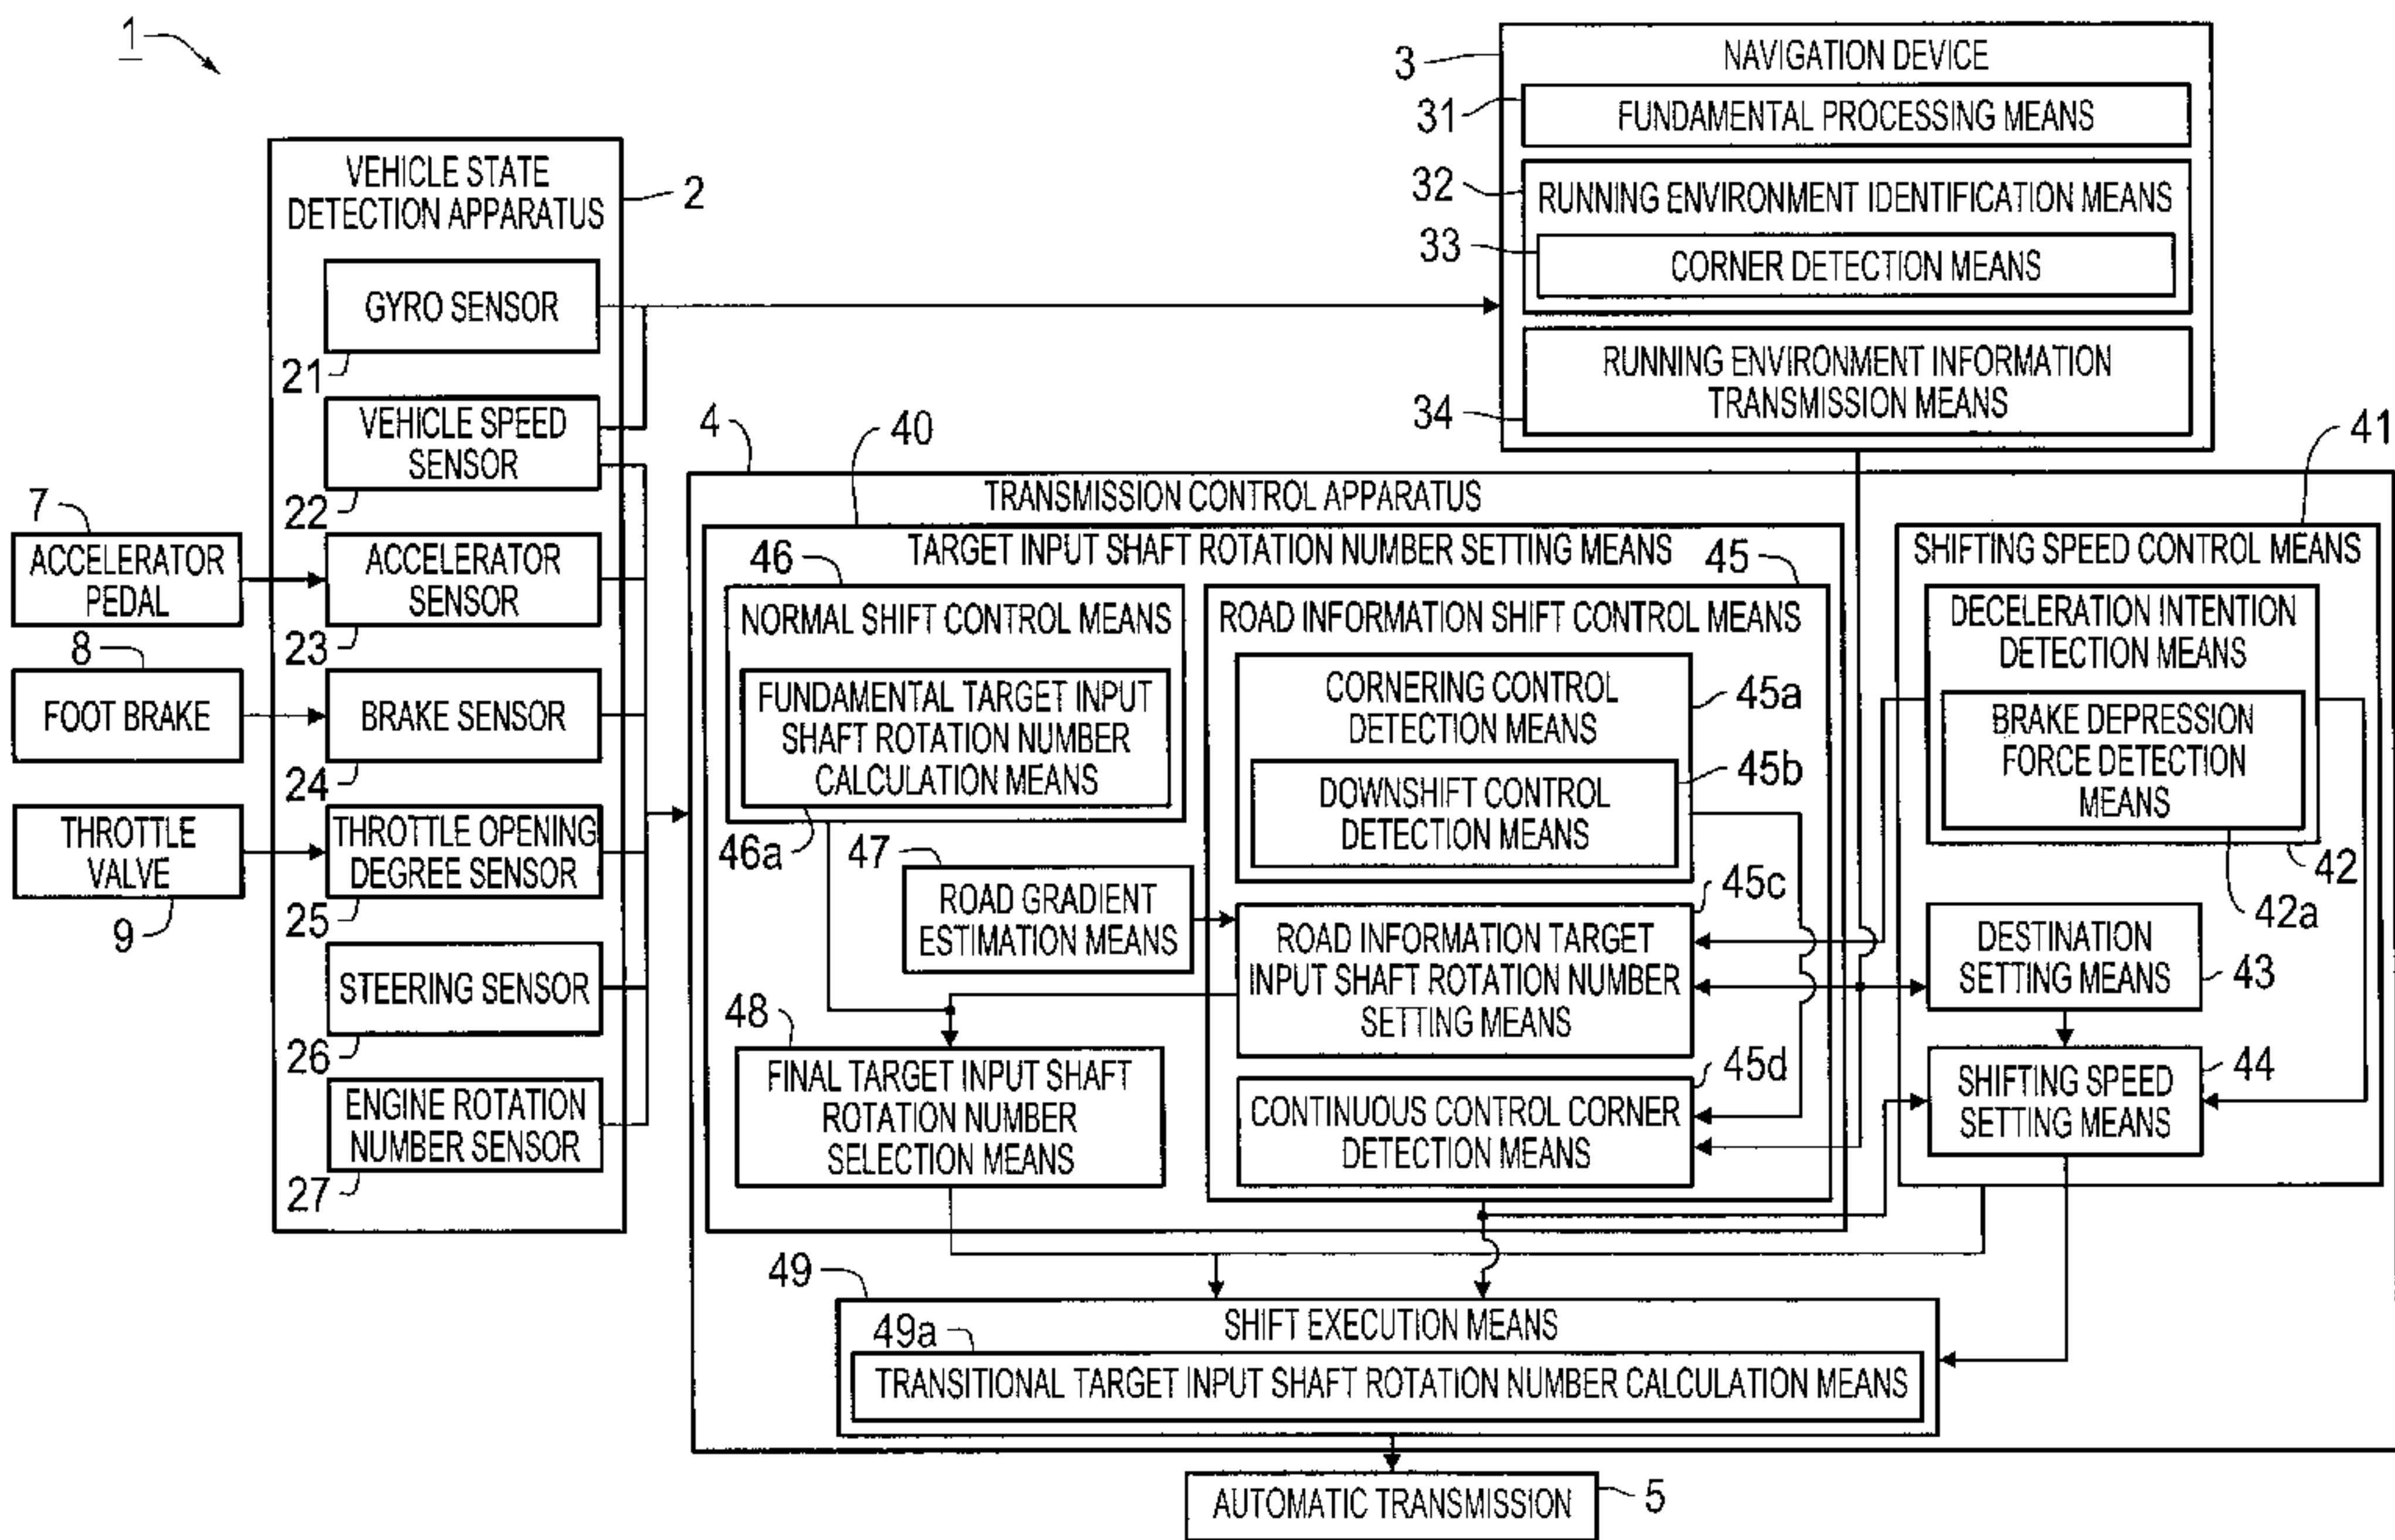 1
NAVIGATION DEVICE
3
31
FUNDAMENTAL PROCESSING MEANS
32
RUNNING ENVIRONMENT IDENTIFICATION MEANS
33
CORNER DETECTION MEANS
RUNNING ENVIRONMENT INFORMATION
TRANSMISSION MEANS
34
VEHICLE STATE
DETECTION APPARATUS
2
GYRO SENSOR
21
VEHICLE SPEED
SENSOR
22
7
ACCELERATOR
PEDAL
ACCELERATOR
SENSOR
23
8
FOOT BRAKE
BRAKE SENSOR
24
THROTTLE
VALVE
9
THROTTLE OPENING
DEGREE SENSOR
25
STEERING SENSOR
26
ENGINE ROTATION
NUMBER SENSOR
27
4
TRANSMISSION CONTROL APPARATUS
40
TARGET INPUT SHAFT ROTATION NUMBER SETTING MEANS
46
NORMAL SHIFT CONTROL MEANS
FUNDAMENTAL TARGET INPUT
SHAFT ROTATION NUMBER
CALCULATION MEANS
46a
45
ROAD INFORMATION SHIFT CONTROL MEANS
CORNERING CONTROL
DETECTION MEANS
45a
DOWNSHIFT CONTROL
DETECTION MEANS
45b
47
ROAD GRADIENT
ESTIMATION MEANS
45c
ROAD INFORMATION TARGET
INPUT SHAFT ROTATION NUMBER
SETTING MEANS
48
FINAL TARGET INPUT SHAFT
ROTATION NUMBER
SELECTION MEANS
45d
CONTINUOUS CONTROL CORNER
DETECTION MEANS
41
SHIFTING SPEED CONTROL MEANS
DECELERATION INTENTION
DETECTION MEANS
BRAKE DEPRESSION
FORCE DETECTION
MEANS
42
42a
DESTINATION
SETTING MEANS
43
SHIFTING SPEED
SETTING MEANS
44
49
SHIFT EXECUTION MEANS
49a
TRANSITIONAL TARGET INPUT SHAFT ROTATION NUMBER CALCULATION MEANS
AUTOMATIC TRANSMISSION
5